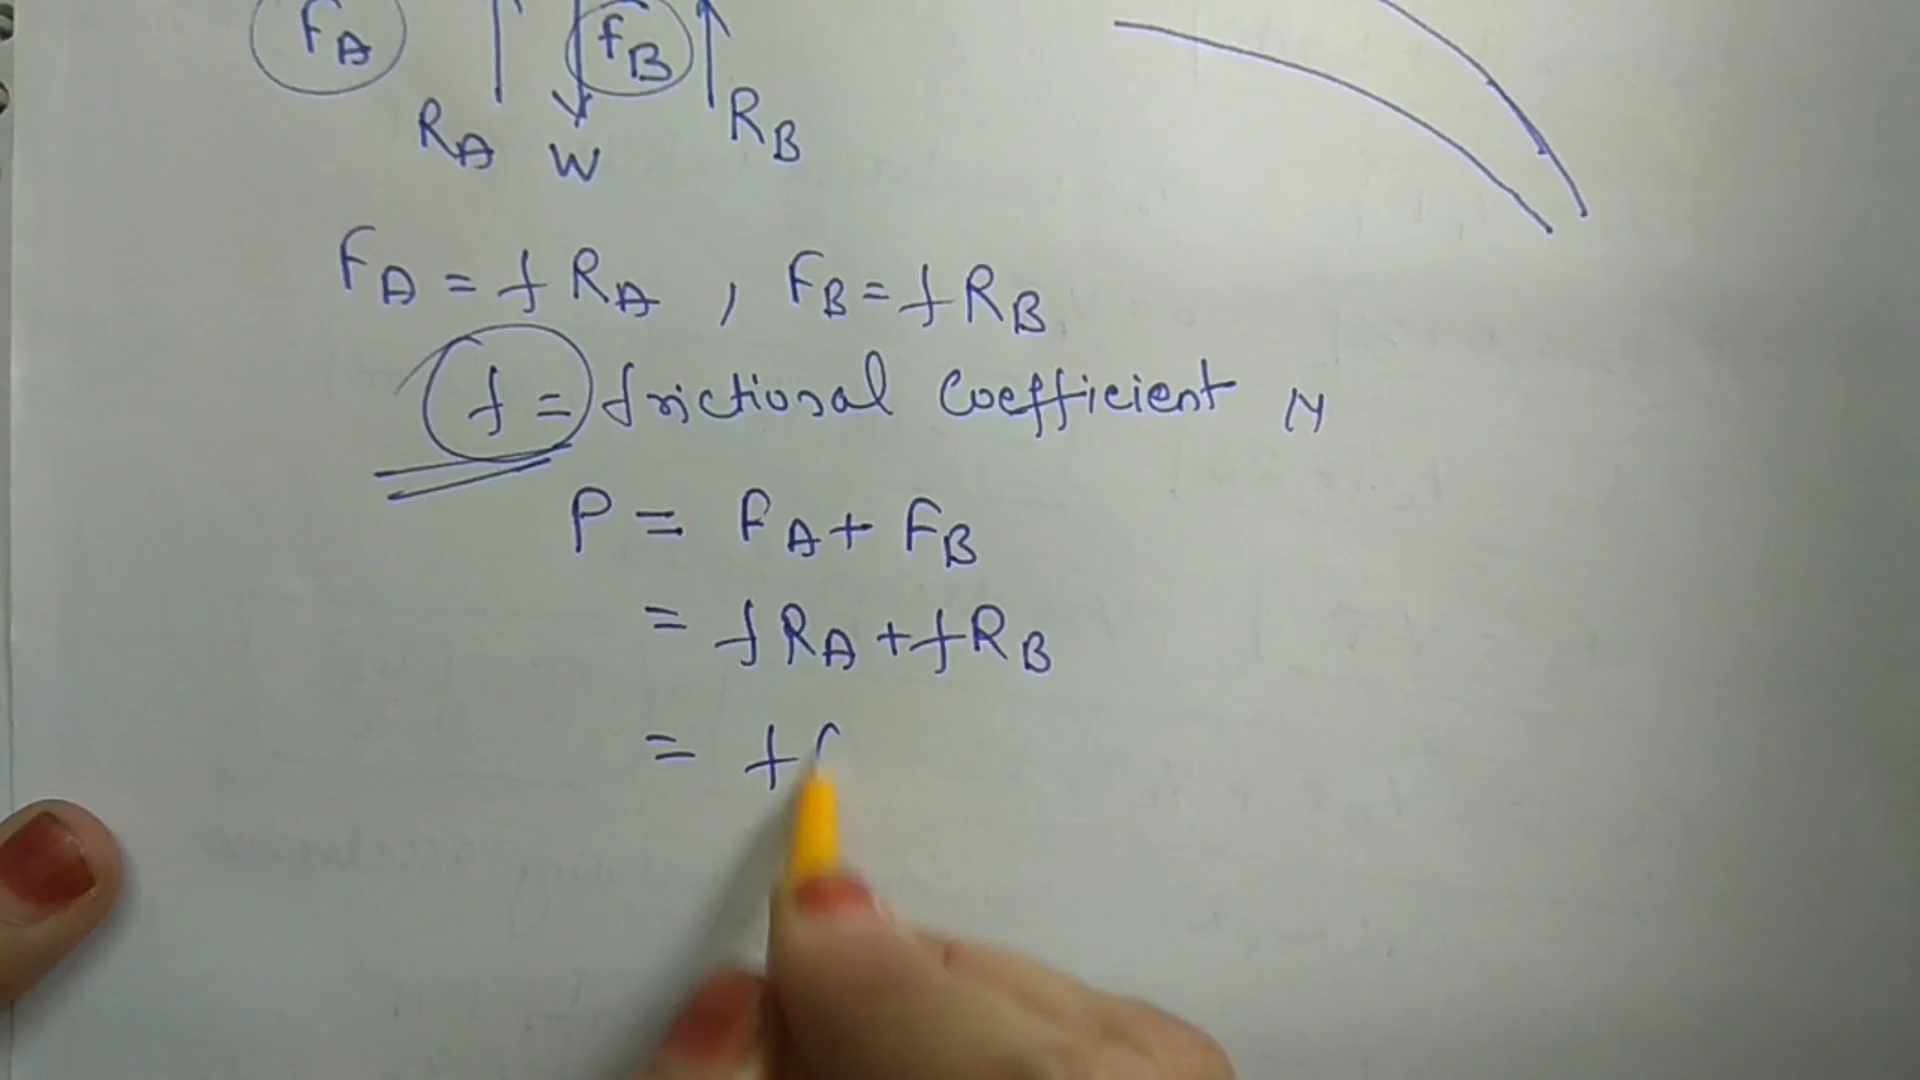 FA fB
RA W RB
FA = f RA , FB = f RB
f = frictional coefficient
P = FA + FB
= f RA + f RB
= f (